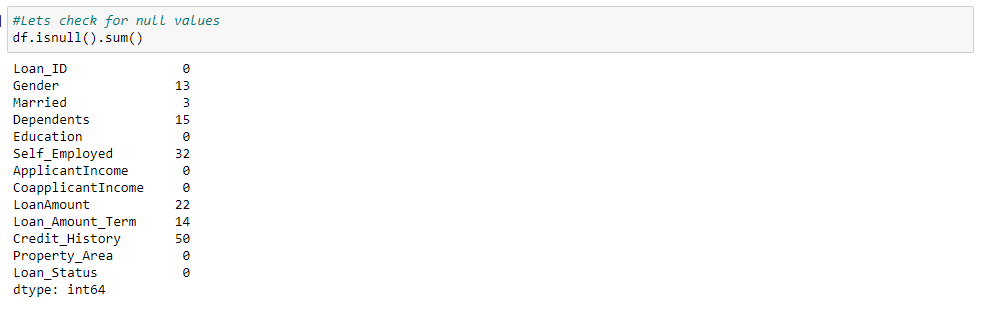 #Lets check for null values
df.isnull().sum()
Loan_ID 0
Gender 13
Married 3
Dependents 15
Education 0
Self_Employed 32
ApplicantIncome 0
CoapplicantIncome 0
LoanAmount 22
Loan_Amount_Term 14
Credit_History 50
Property_Area 0
Loan_Status 0
dtype: int64